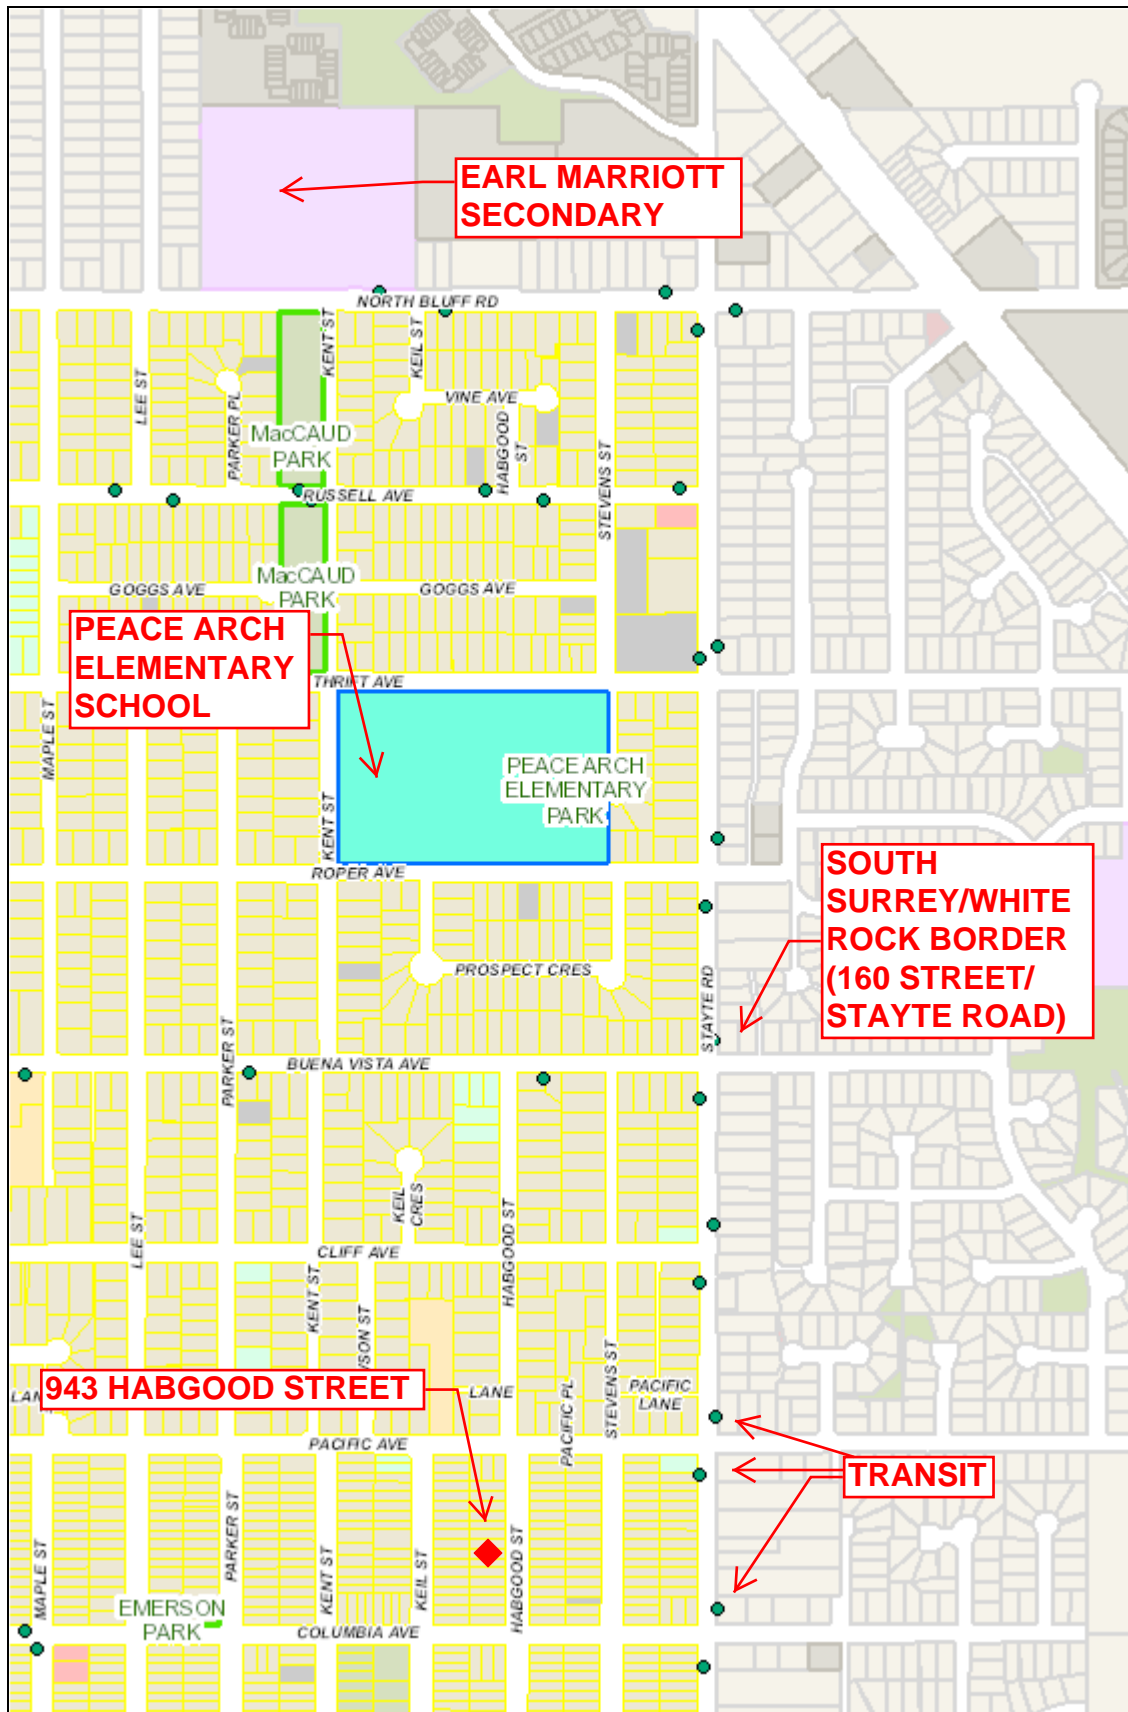 EARL MARRIOTT
SECONDARY
NORTH BLUFF RD
KENT ST
KEIL ST
LEE ST
PARKER PL
VINE AVE
HABGOOD
ST
STEVENS ST
MacCAUD
PARK
RUSSELL AVE
GOGGS AVE
MacCAUD
PARK
GOGGS AVE
PEACE ARCH
ELEMENTARY
SCHOOL
THRIFT AVE
MAPLE ST
KENT ST
PEACE ARCH
ELEMENTARY
PARK
ROPER AVE
SOUTH
SURREY/WHITE
ROCK BORDER
(160 STREET/
STAYTE ROAD)
PROSPECT CRES
STAYTE RD
PARKER ST
BUENA VISTA AVE
KEIL
CRES
LEE ST
HABGOOD ST
CLIFF AVE
KENT ST
STEVENS ST
943 HABGOOD STREET
LANE
PACIFIC PL
PACIFIC
LANE
PACIFIC AVE
TRANSIT
MAPLE ST
PARKER ST
KENT ST
KEIL ST
HABGOOD ST
EMERSON
PARK
COLUMBIA AVE